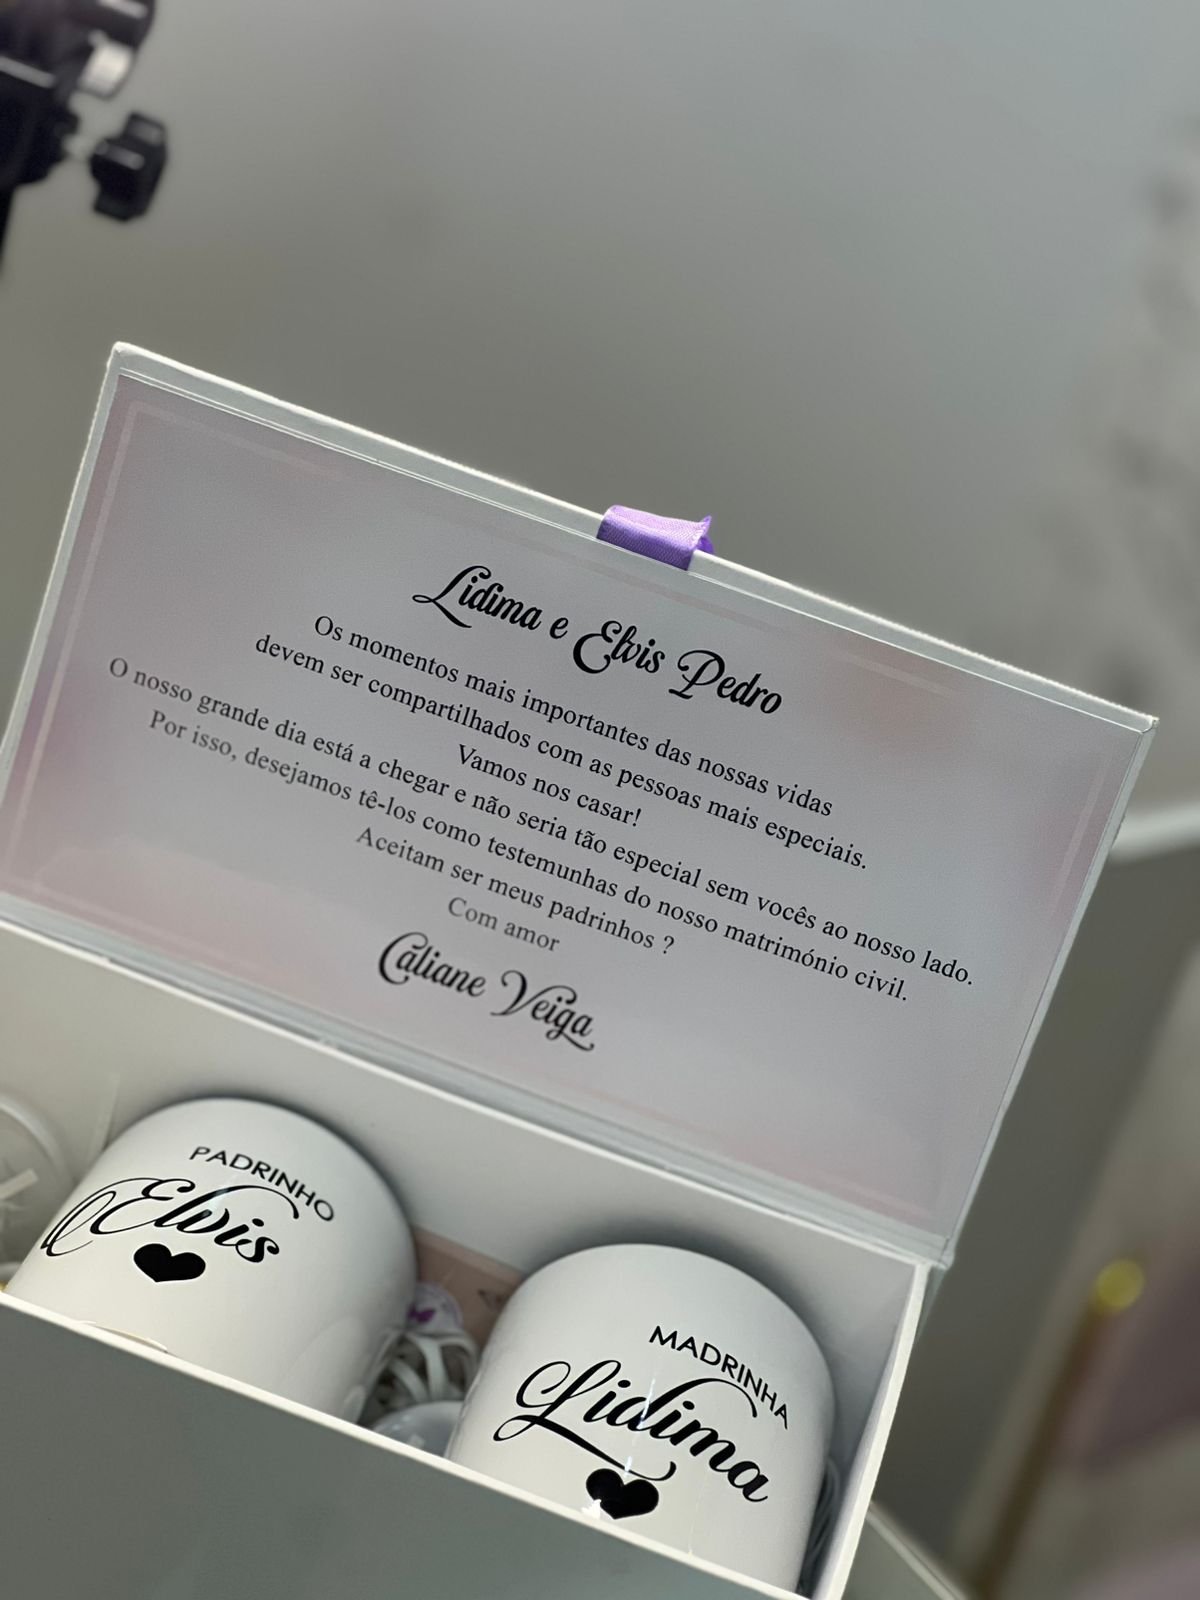 Lidima e Elvis Pedro
Os momentos mais importantes das nossas vidas
devem ser compartilhados com as pessoas mais especiais.
Vamos nos casar!
O nosso grande dia está a chegar e não seria tão especial sem vocês ao nosso lado.
Por isso, desejamos tê-los como testemunhas do nosso matrimónio civil.
Aceitam ser meus padrinhos ?
Com amor
Cáliane Veiga
PADRINHO
Elvis
MADRINHA
Lidima